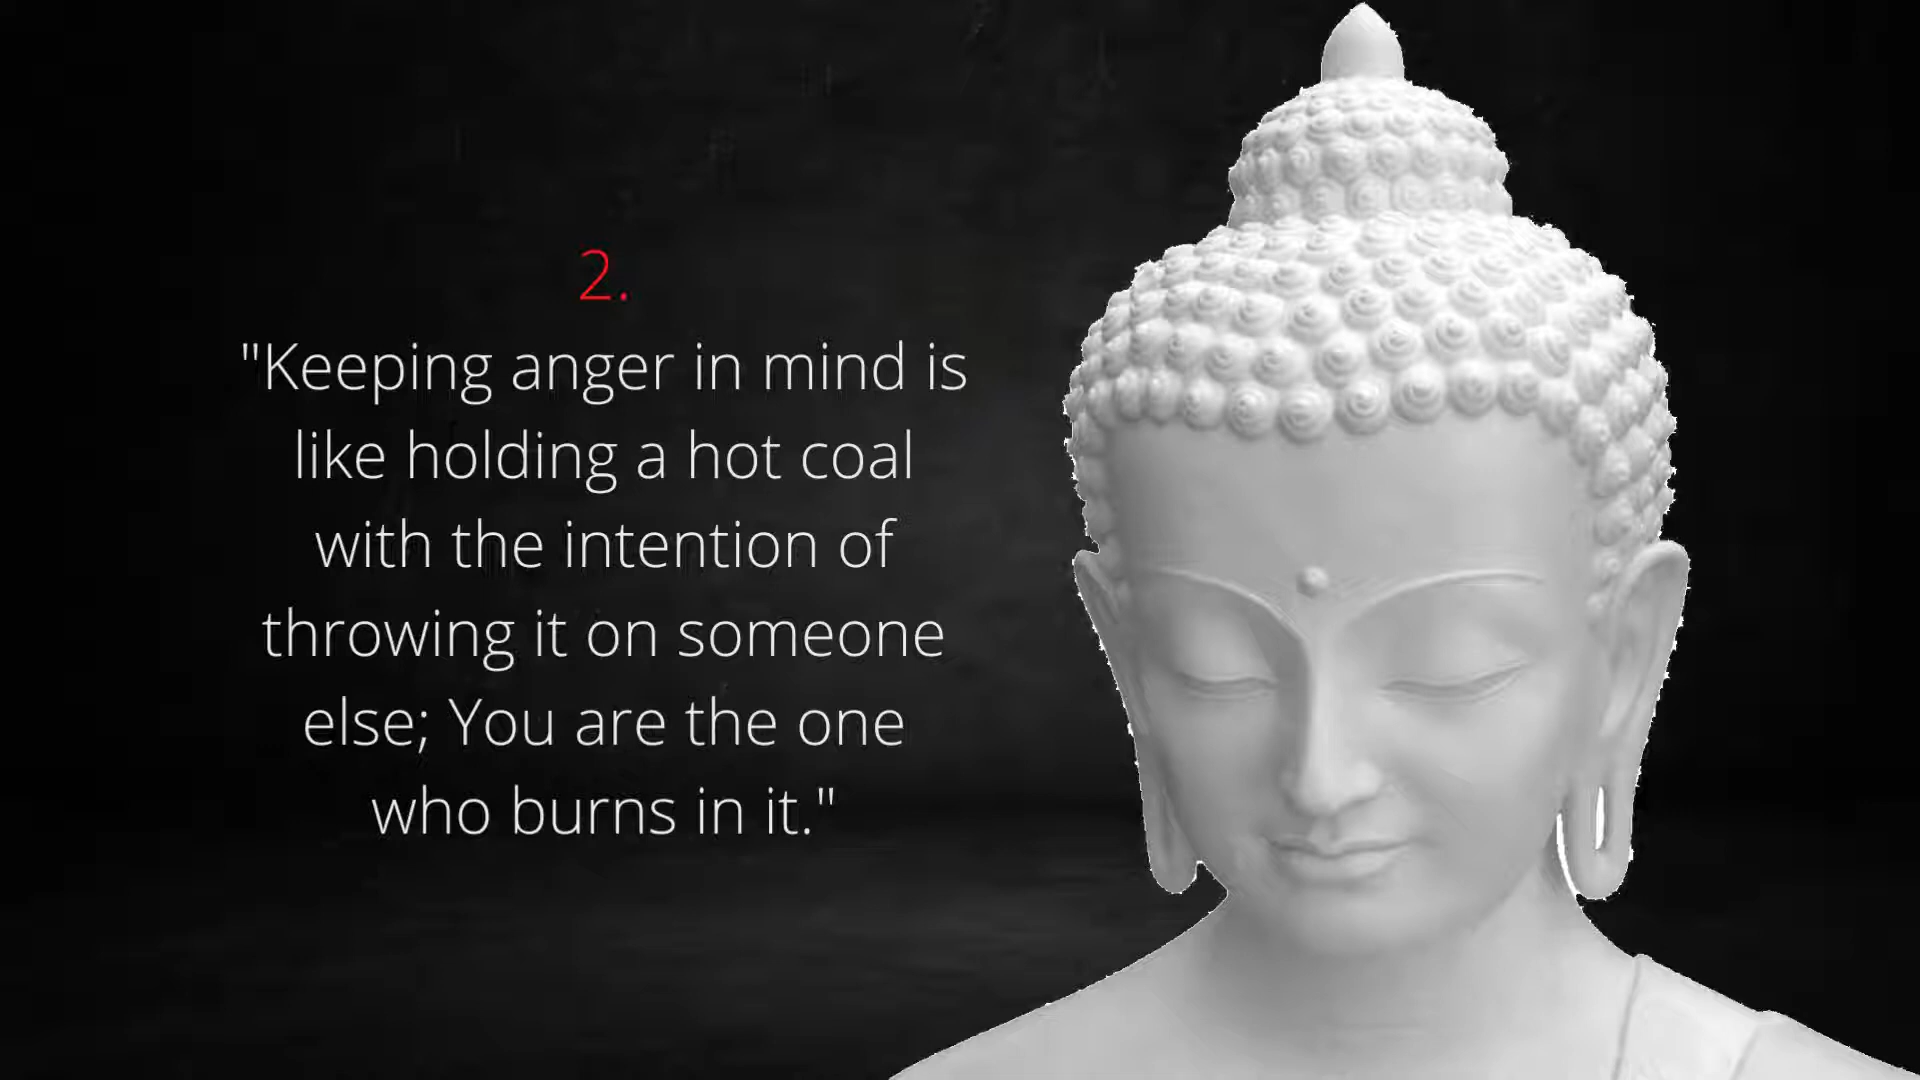 2.
"Keeping anger in mind is
like holding a hot coal
with the intention of
throwing it on someone
else; You are the one
who burns in it."